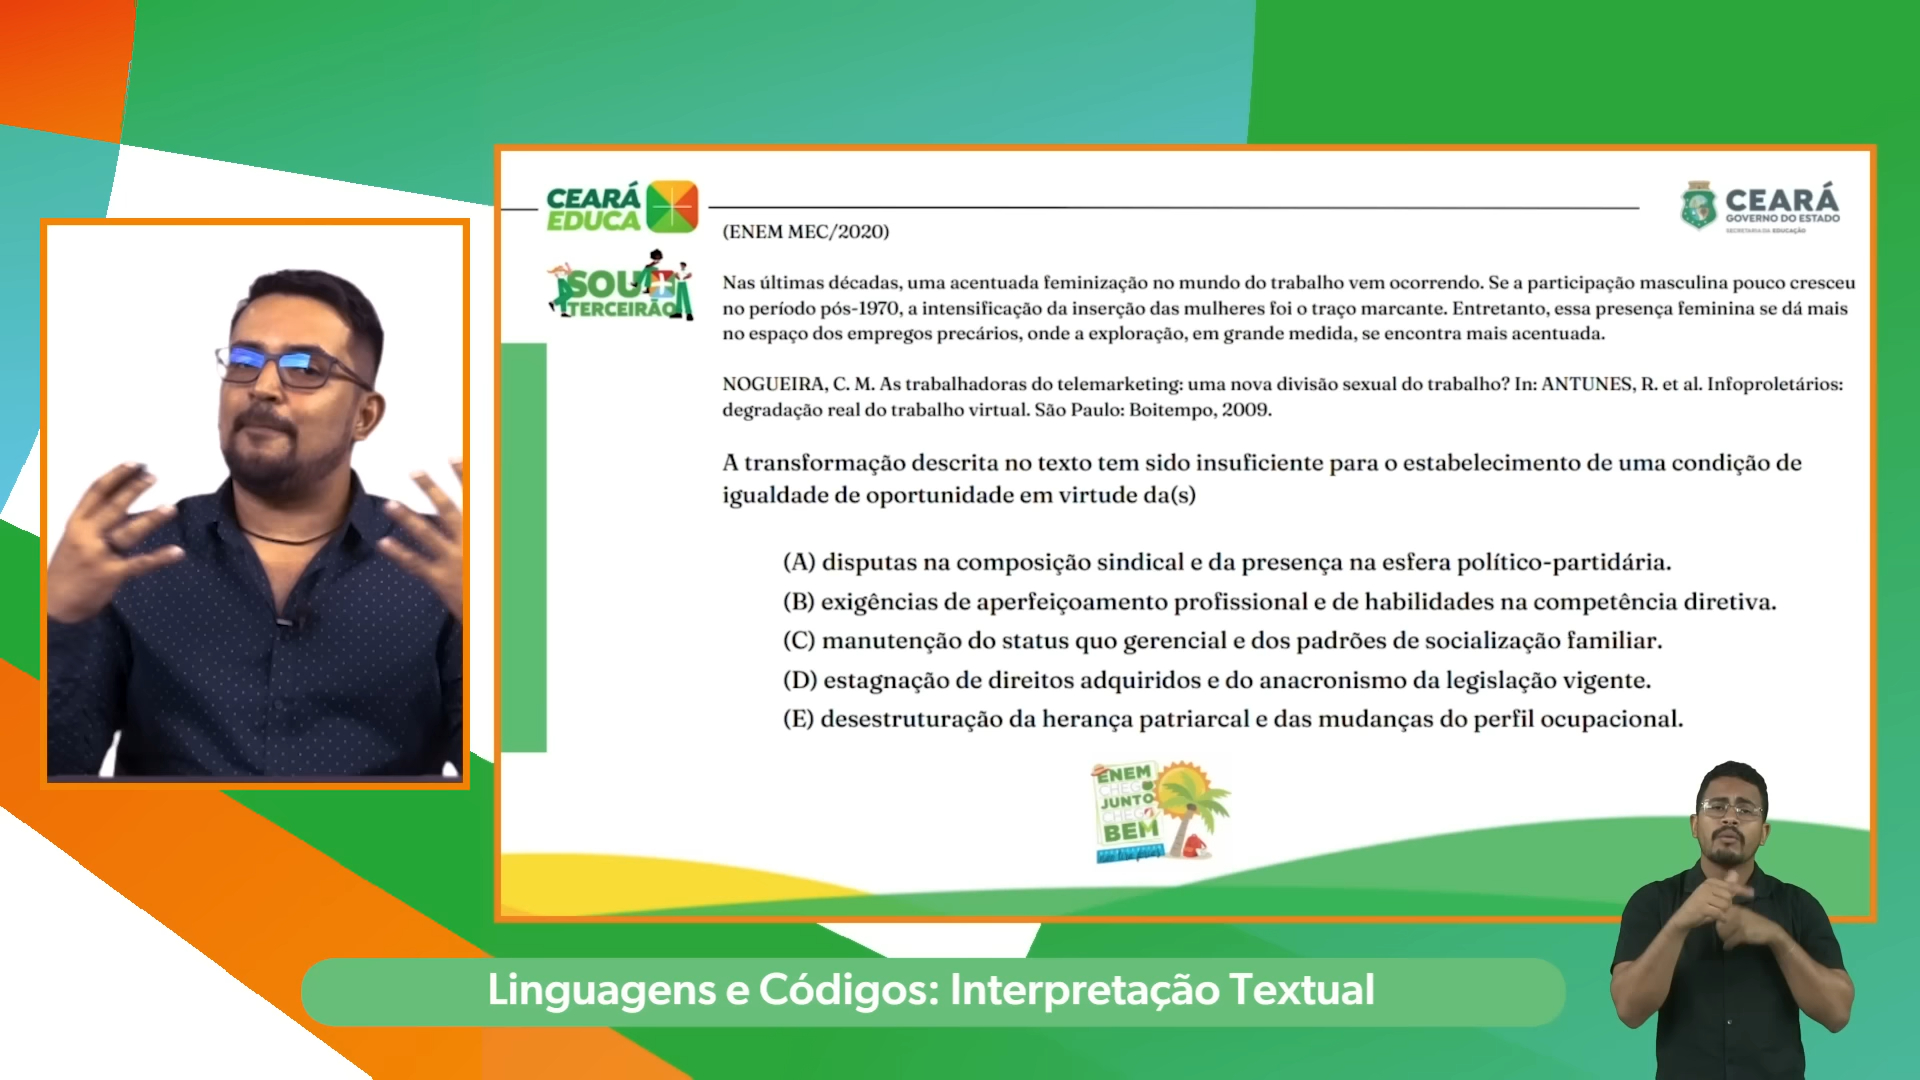 CEARÁ
EDUCA
SOU+
TERCEIRÃO
CEARÁ
GOVERNO DO ESTADO
SECRETARIA DA EDUCAÇÃO
(ENEM MEC/2020)
Nas últimas décadas, uma acentuada feminização no mundo do trabalho vem ocorrendo. Se a participação masculina pouco cresceu
no período pós-1970, a intensificação da inserção das mulheres foi o traço marcante. Entretanto, essa presença feminina se dá mais
no espaço dos empregos precários, onde a exploração, em grande medida, se encontra mais acentuada.
NOGUEIRA, C. M. As trabalhadoras do telemarketing: uma nova divisão sexual do trabalho? In: ANTUNES, R. et al. Infoproletários:
degradação real do trabalho virtual. São Paulo: Boitempo, 2009.
A transformação descrita no texto tem sido insuficiente para o estabelecimento de uma condição de
igualdade de oportunidade em virtude da(s)
(A) disputas na composição sindical e da presença na esfera político-partidária.
(B) exigências de aperfeiçoamento profissional e de habilidades na competência diretiva.
(C) manutenção do status quo gerencial e dos padrões de socialização familiar.
(D) estagnação de direitos adquiridos e do anacronismo da legislação vigente.
(E) desestruturação da herança patriarcal e das mudanças do perfil ocupacional.
ENEM
CHEGO
JUNTO
CHEGO
BEM
Linguagens e Códigos: Interpretação Textual